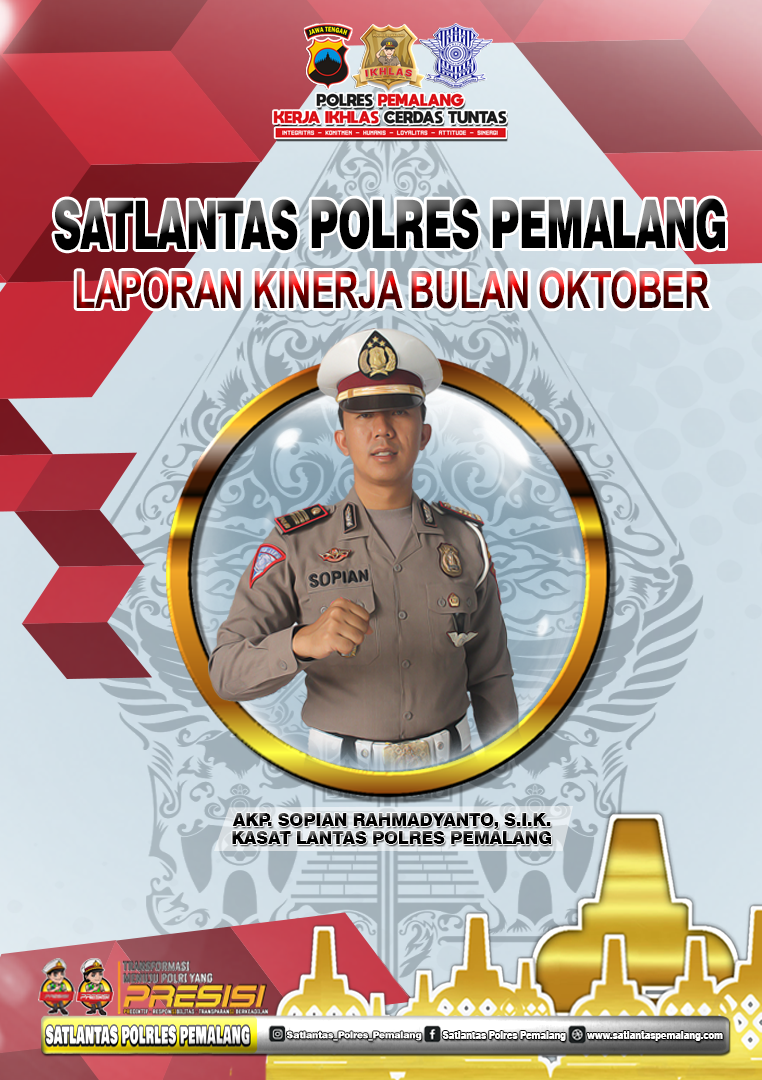 JAWA TENGAH
IKHLAS
POLRES PEMALANG
KERJA IKHLAS CERDAS TUNTAS
INTEGRITAS – KOMITMEN – HUMANIS – LOYALITAS – ATTITUDE – SINERGI
SATLANTAS POLRES PEMALANG
LAPORAN KINERJA BULAN OKTOBER
SOPIAN
AKP. SOPIAN RAHMADYANTO, S.I.K.
KASAT LANTAS POLRES PEMALANG
TRANSFORMASI
MENUJU POLRI YANG
PRESISI
SATLANTAS POLRLES PEMALANG
Satlantas_Polres_Pemalang
Satlantas Polres Pemalang
www.satlantaspemalang.com